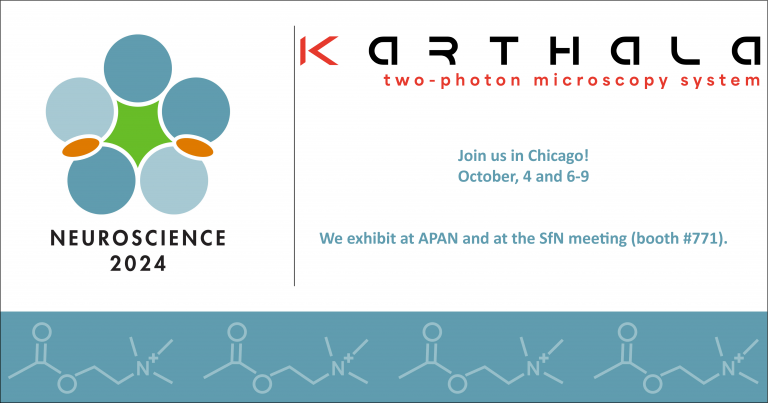 NEUROSCIENCE
2024
KARTHALA
two-photon microscopy system
Join us in Chicago!
October, 4 and 6-9
We exhibit at APAN and at the SfN meeting (booth #771).
O O N+ O O N+ O O N+ O O N+